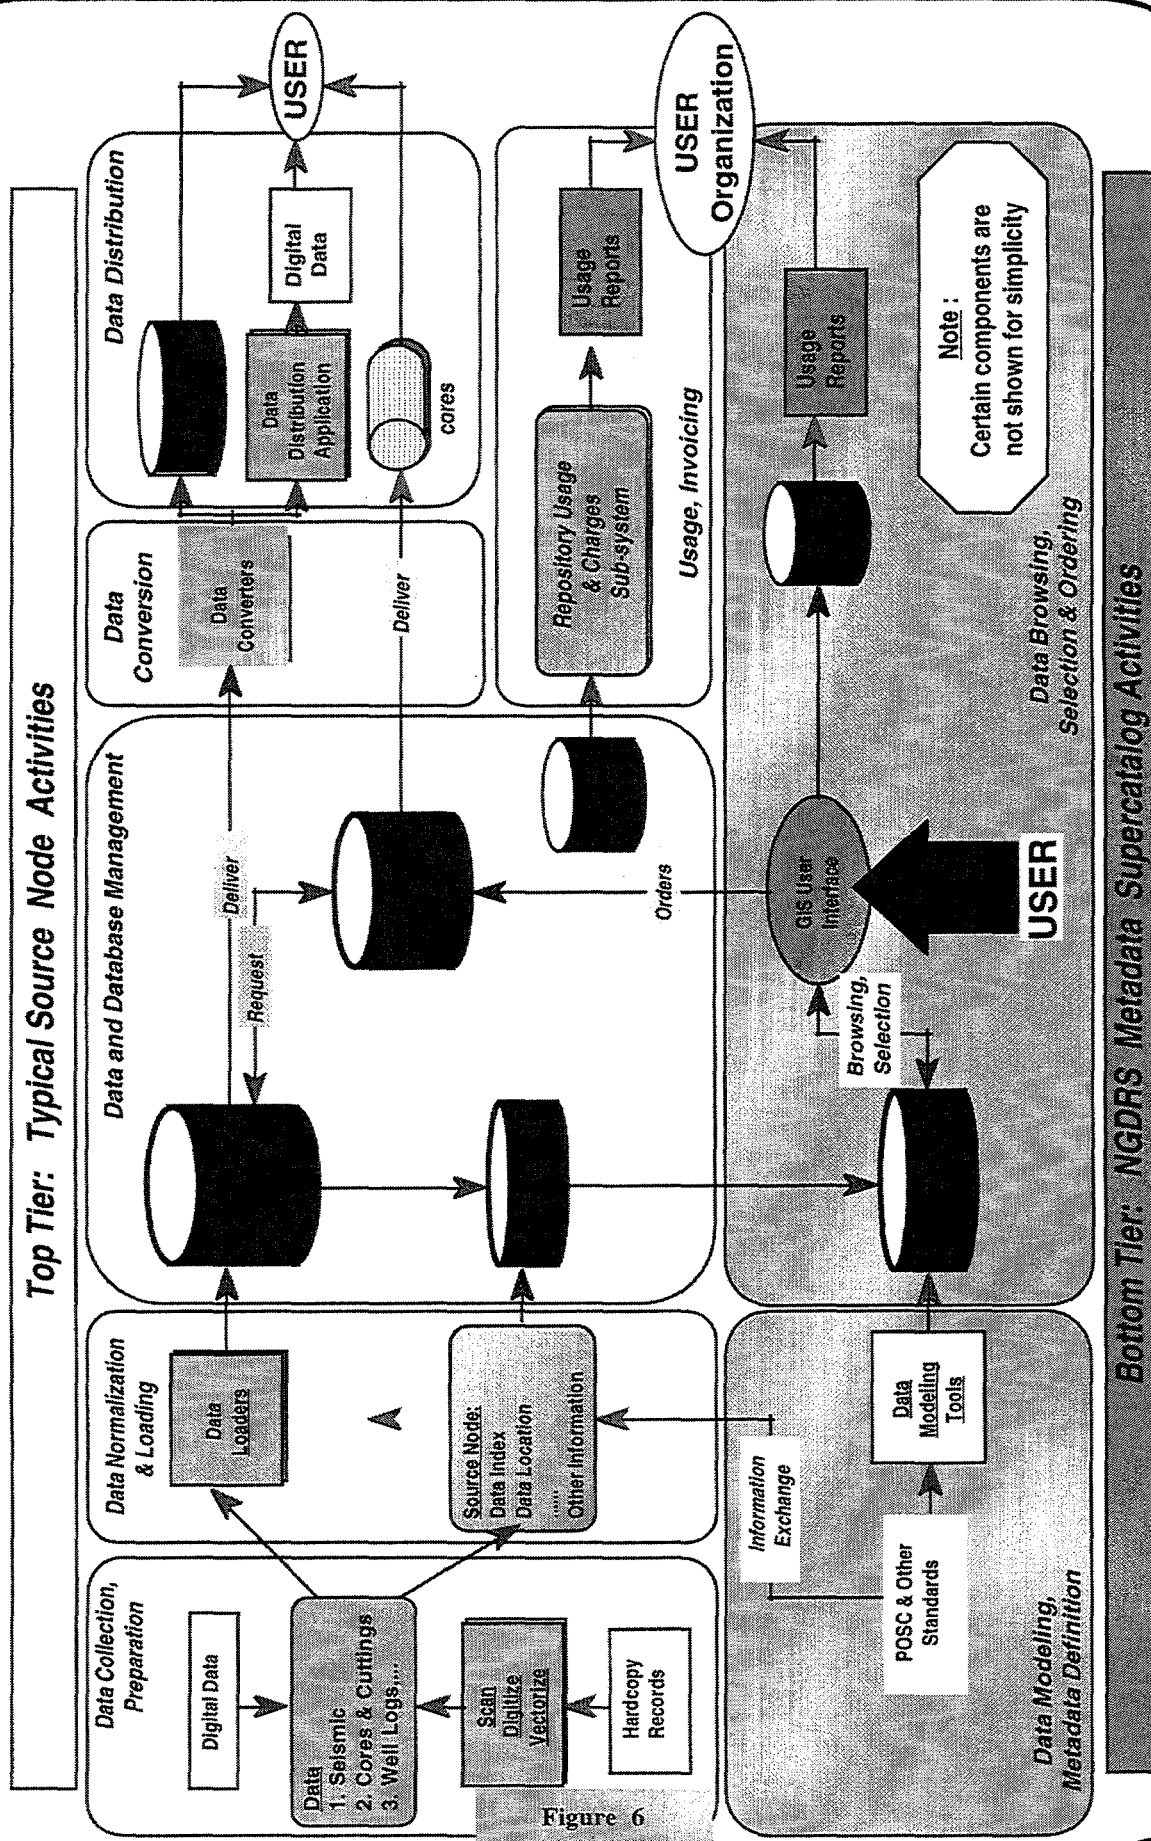 Top Tier: Typical Source Node Activities
Data Collection,
Preparation
Digital Data
Data
1. Seismic
2. Cores & Cuttings
3. Well Logs,...
Scan
Digitize
Vectorize
Hardcopy
Records
Data Normalization
& Loading
Data
Loaders
Source Node:
Data Index
Data Location
.....
Other Information
Data and Database Management
Deliver
Request
Orders
Data
Conversion
Data
Converters
Deliver
Data Distribution
Data
Distribution
Application
Digital
Data
cores
USER
Repository Usage
& Charges
Sub-system
Usage, Invoicing
Usage
Reports
USER
Organization
Information
Exchange
POSC & Other
Standards
Data
Modeling
Tools
Data Modeling,
Metadata Definition
Browsing,
Selection
GIS User
Interface
USER
Usage
Reports
Data Browsing,
Selection & Ordering
Note :
Certain components are
not shown for simplicity
Bottom Tier: NGDRS Metadata Supercatalog Activities
Figure 6